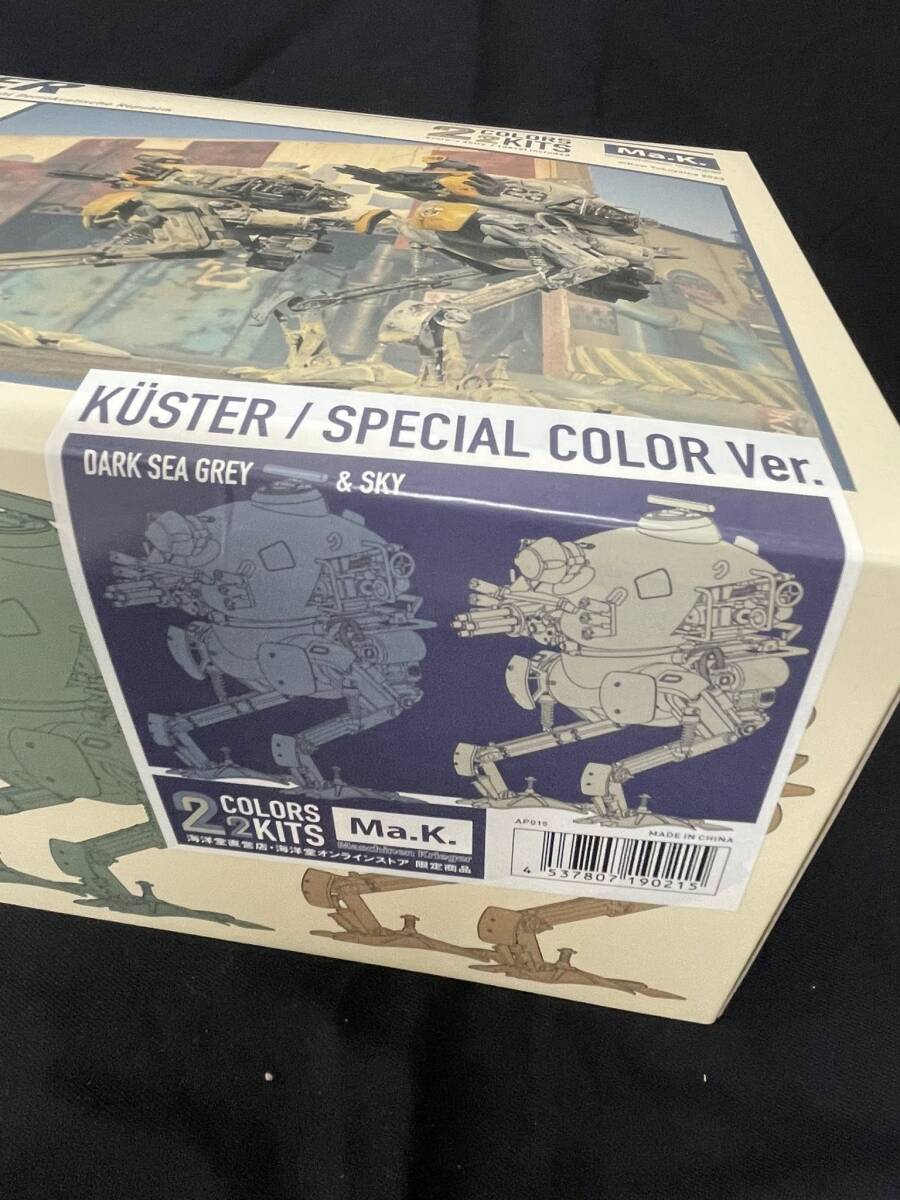 2 COLORS
2 KITS
Ma.K.
KÜSTER / SPECIAL COLOR Ver.
DARK SEA GREY & SKY
2 COLORS
2 KITS
Ma.K.
Maschinen Krieger
海洋堂直営店・海洋堂オンラインストア 限定商品
AP015
MADE IN CHINA
4 537807 190215